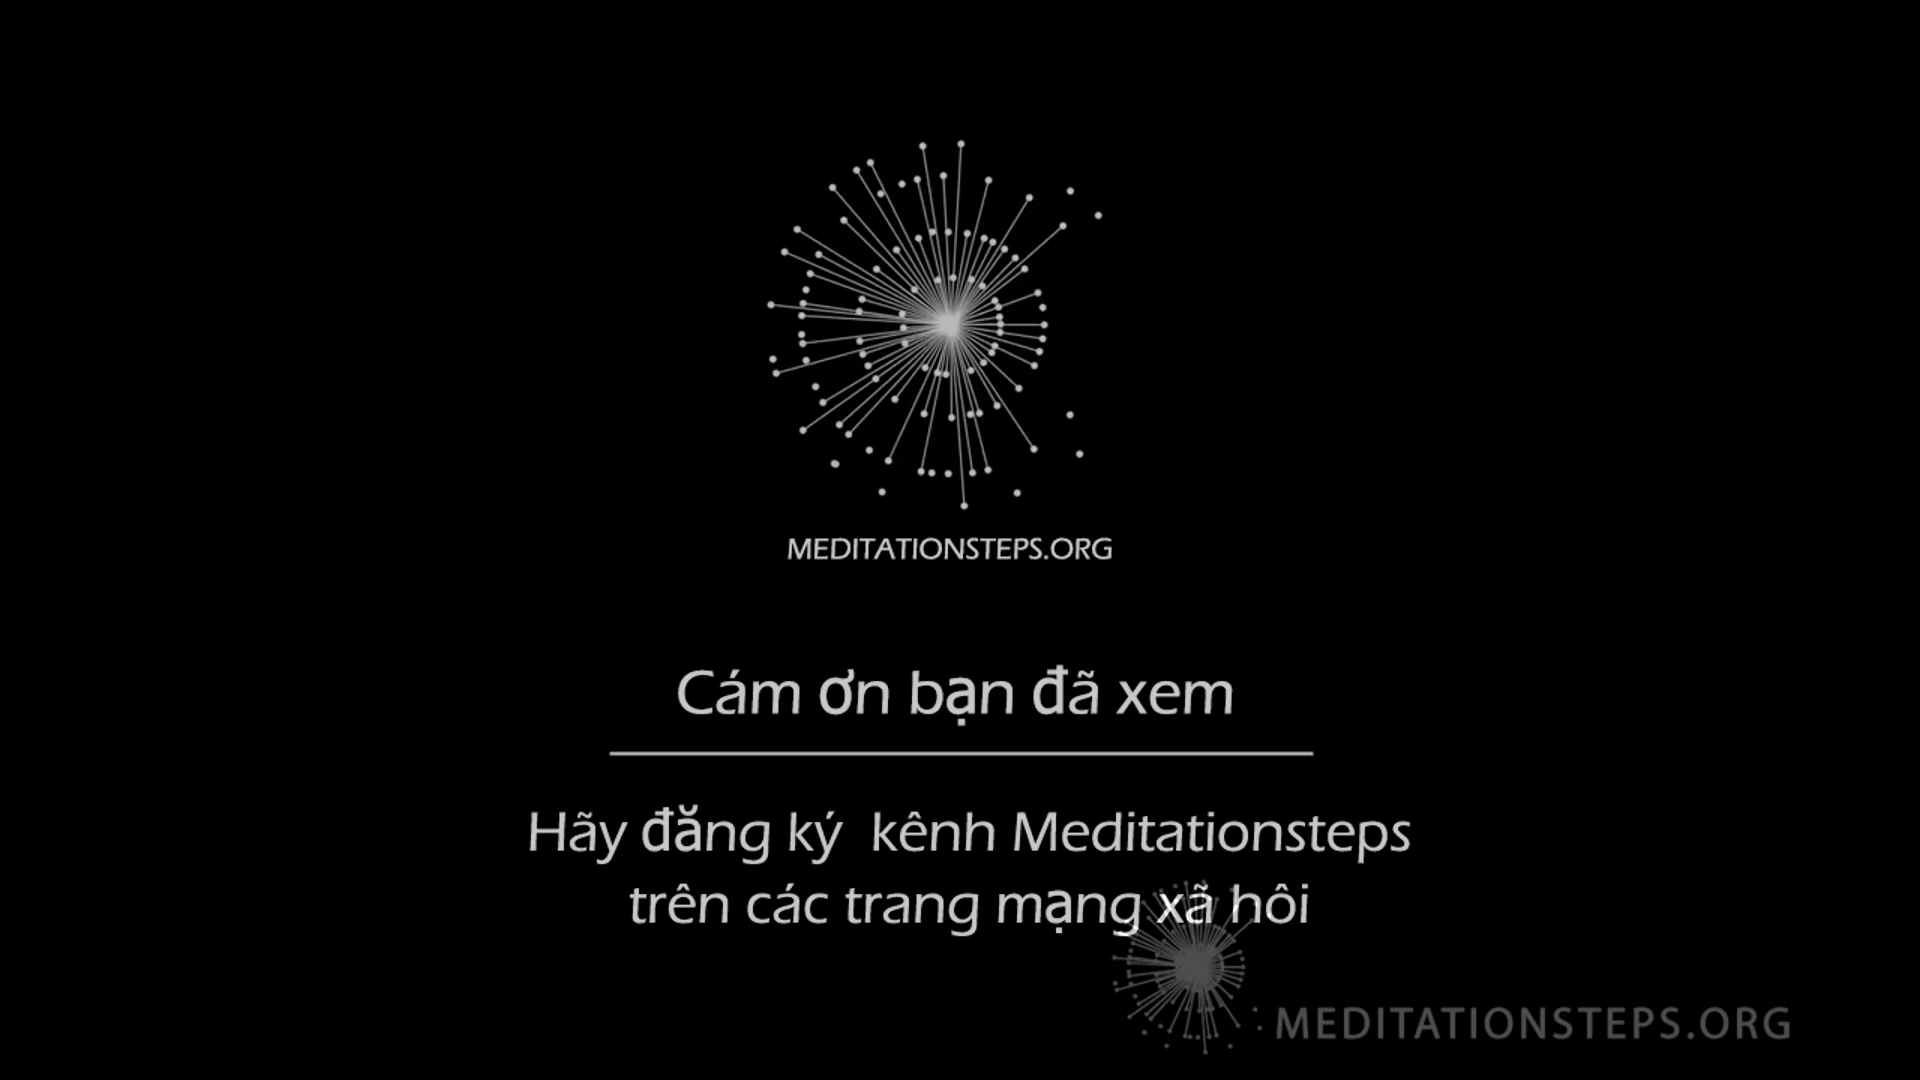 MEDITATIONSTEPS.ORG
Cám ơn bạn đã xem
Hãy đăng ký kênh Meditationsteps
trên các trang mạng xã hôi
MEDITATIONSTEPS.ORG